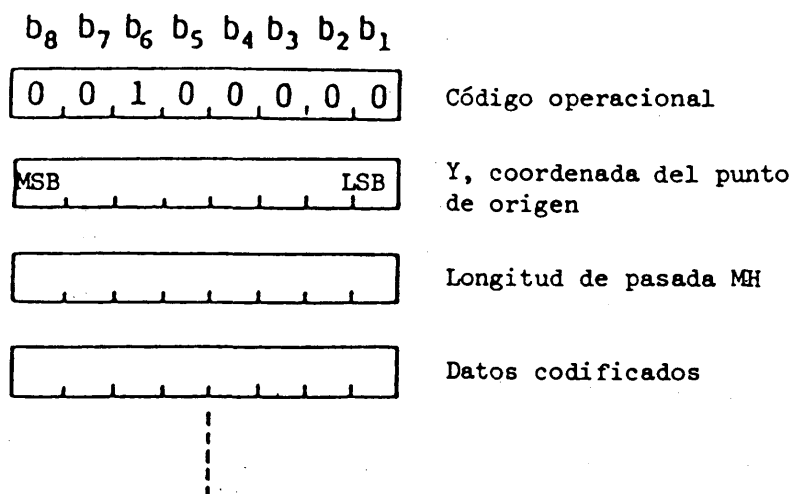 b8 b7 b6 b5 b4 b3 b2 b1
0 0 1 0 0 0 0 0 Código operacional
MSB LSB Y, coordenada del punto
de origen
Longitud de pasada MH
Datos codificados